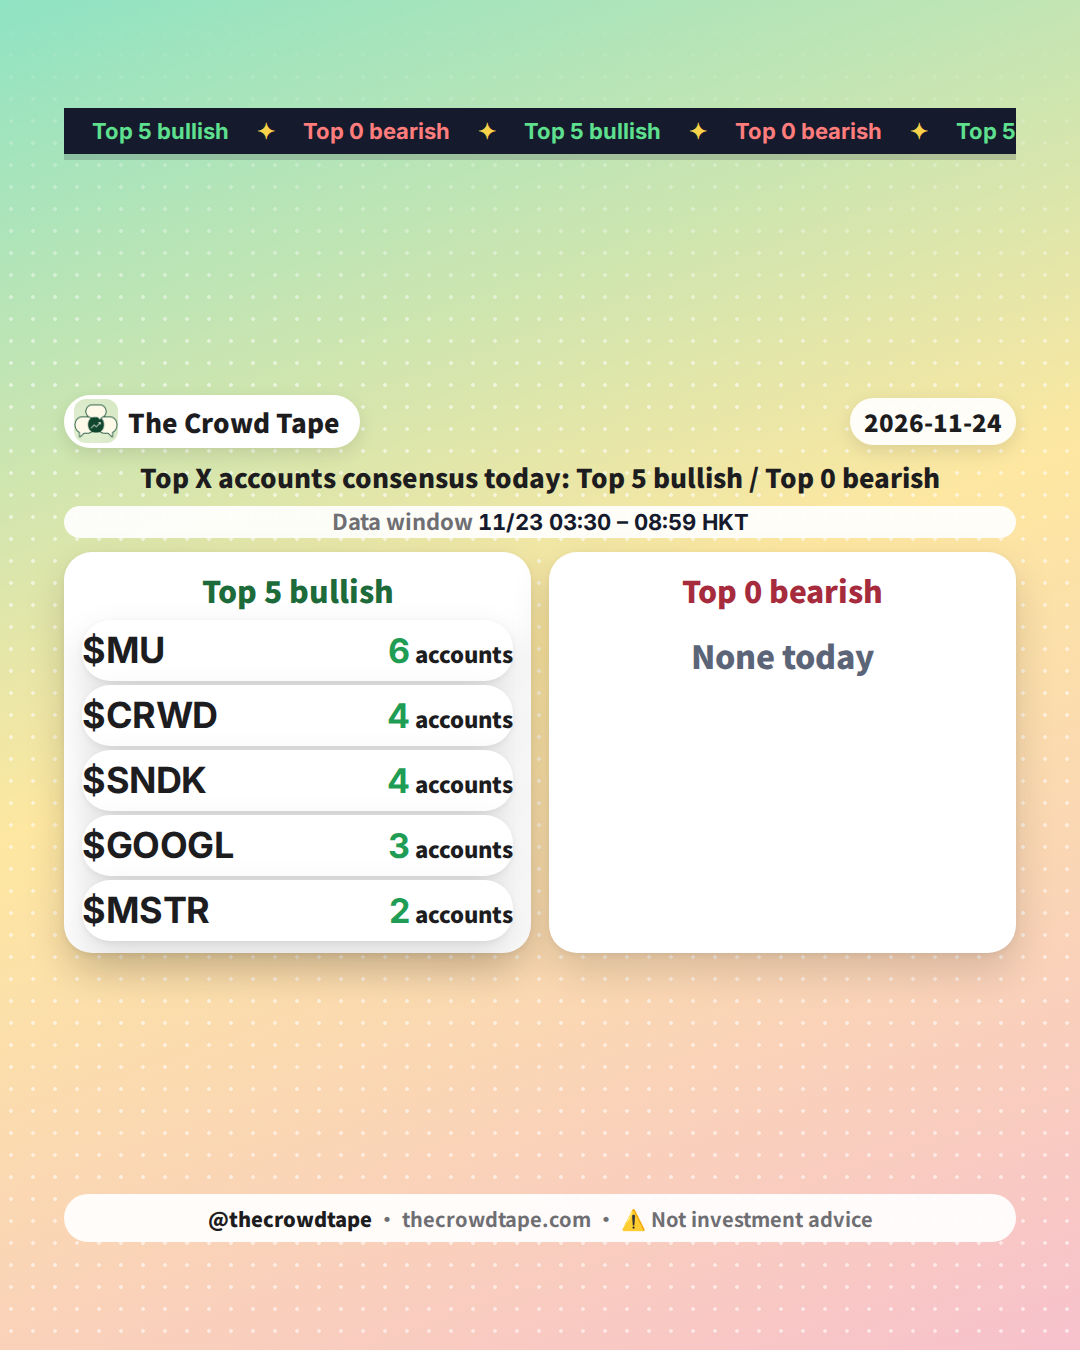 Top 5 bullish ✦ Top 0 bearish ✦ Top 5 bullish ✦ Top 0 bearish ✦ Top 5
The Crowd Tape
2026-11-24
Top X accounts consensus today: Top 5 bullish / Top 0 bearish
Data window 11/23 03:30 – 08:59 HKT
Top 5 bullish
$MU 6 accounts
$CRWD 4 accounts
$SNDK 4 accounts
$GOOGL 3 accounts
$MSTR 2 accounts
Top 0 bearish
None today
@thecrowdtape • thecrowdtape.com • ⚠️ Not investment advice